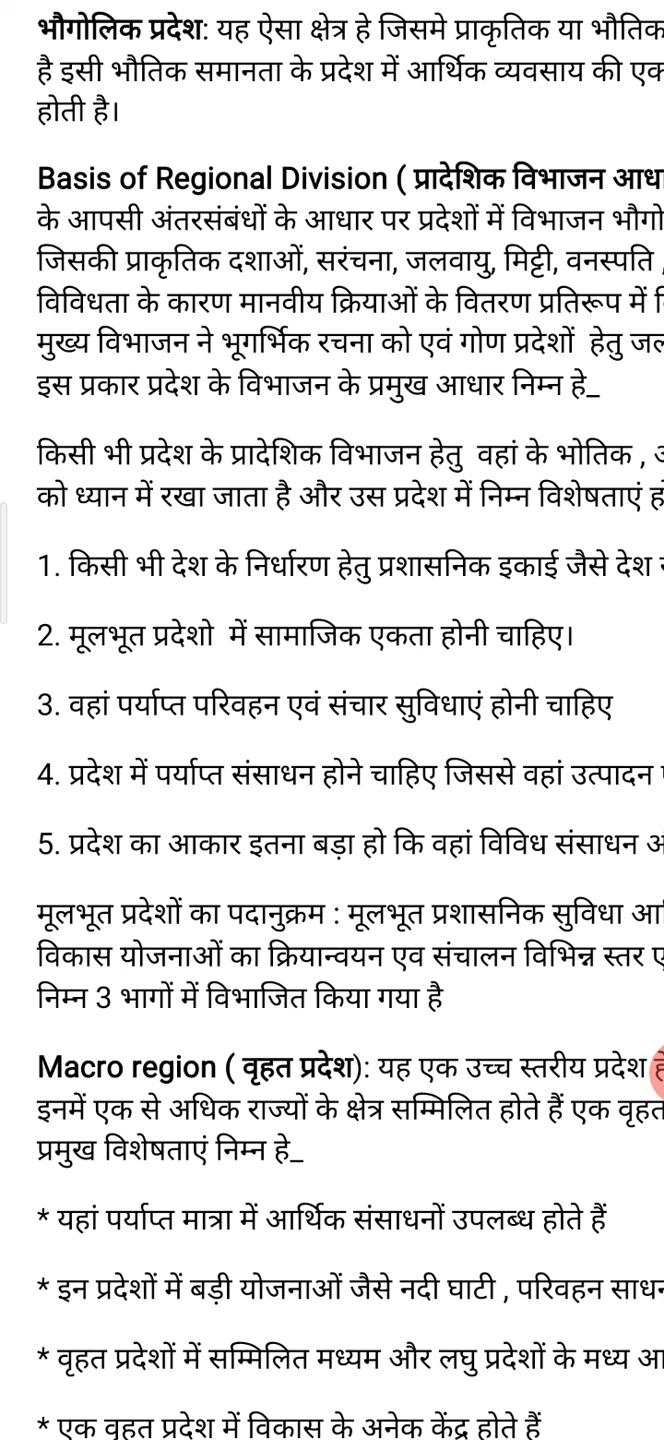 भौगोलिक प्रदेश: यह ऐसा क्षेत्र हे जिसमे प्राकृतिक या भौतिक
है इसी भौतिक समानता के प्रदेश में आर्थिक व्यवसाय की
होती है।
Basis of Regional Division ( प्रादेशिक विभाजन
के आपसी अंतरसंबंधों के आधार पर प्रदेशों में विभाजन
जिसकी प्राकृतिक दशाओं, सरंचना, जलवायु, मिट्टी, वनस्पति ,
विविधता के कारण मानवीय क्रियाओं के वितरण प्रतिरूप में
मुख्य विभाजन ने भूगर्भिक रचना को एवं गोण प्रदेशों हेतु
इस प्रकार प्रदेश के विभाजन के प्रमुख आधार निम्न हे_
किसी भी प्रदेश के प्रादेशिक विभाजन हेतु वहां के भोतिक ,
को ध्यान में रखा जाता है और उस प्रदेश में निम्न विशेषताएं
1. किसी भी देश के निर्धारण हेतु प्रशासनिक इकाई जैसे देश
2. मूलभूत प्रदेशो में सामाजिक एकता होनी चाहिए।
3. वहां पर्याप्त परिवहन एवं संचार सुविधाएं होनी चाहिए
4. प्रदेश में पर्याप्त संसाधन होने चाहिए जिससे वहां उत्पादन
5. प्रदेश का आकार इतना बड़ा हो कि वहां विविध संसाधन
मूलभूत प्रदेशों का पदानुक्रम : मूलभूत प्रशासनिक सुविधा
विकास योजनाओं का क्रियान्वयन एव संचालन विभिन्न स्तर
निम्न 3 भागों में विभाजित किया गया है
Macro region ( वृहत प्रदेश): यह एक उच्च स्तरीय प्रदेश
इनमें एक से अधिक राज्यों के क्षेत्र सम्मिलित होते हैं एक वृहत
प्रमुख विशेषताएं निम्न हे_
* यहां पर्याप्त मात्रा में आर्थिक संसाधनों उपलब्ध होते हैं
* इन प्रदेशों में बड़ी योजनाओं जैसे नदी घाटी , परिवहन
* वृहत प्रदेशों में सम्मिलित मध्यम और लघु प्रदेशों के मध्य
* एक वृहत प्रदेश में विकास के अनेक केंद्र होते हैं